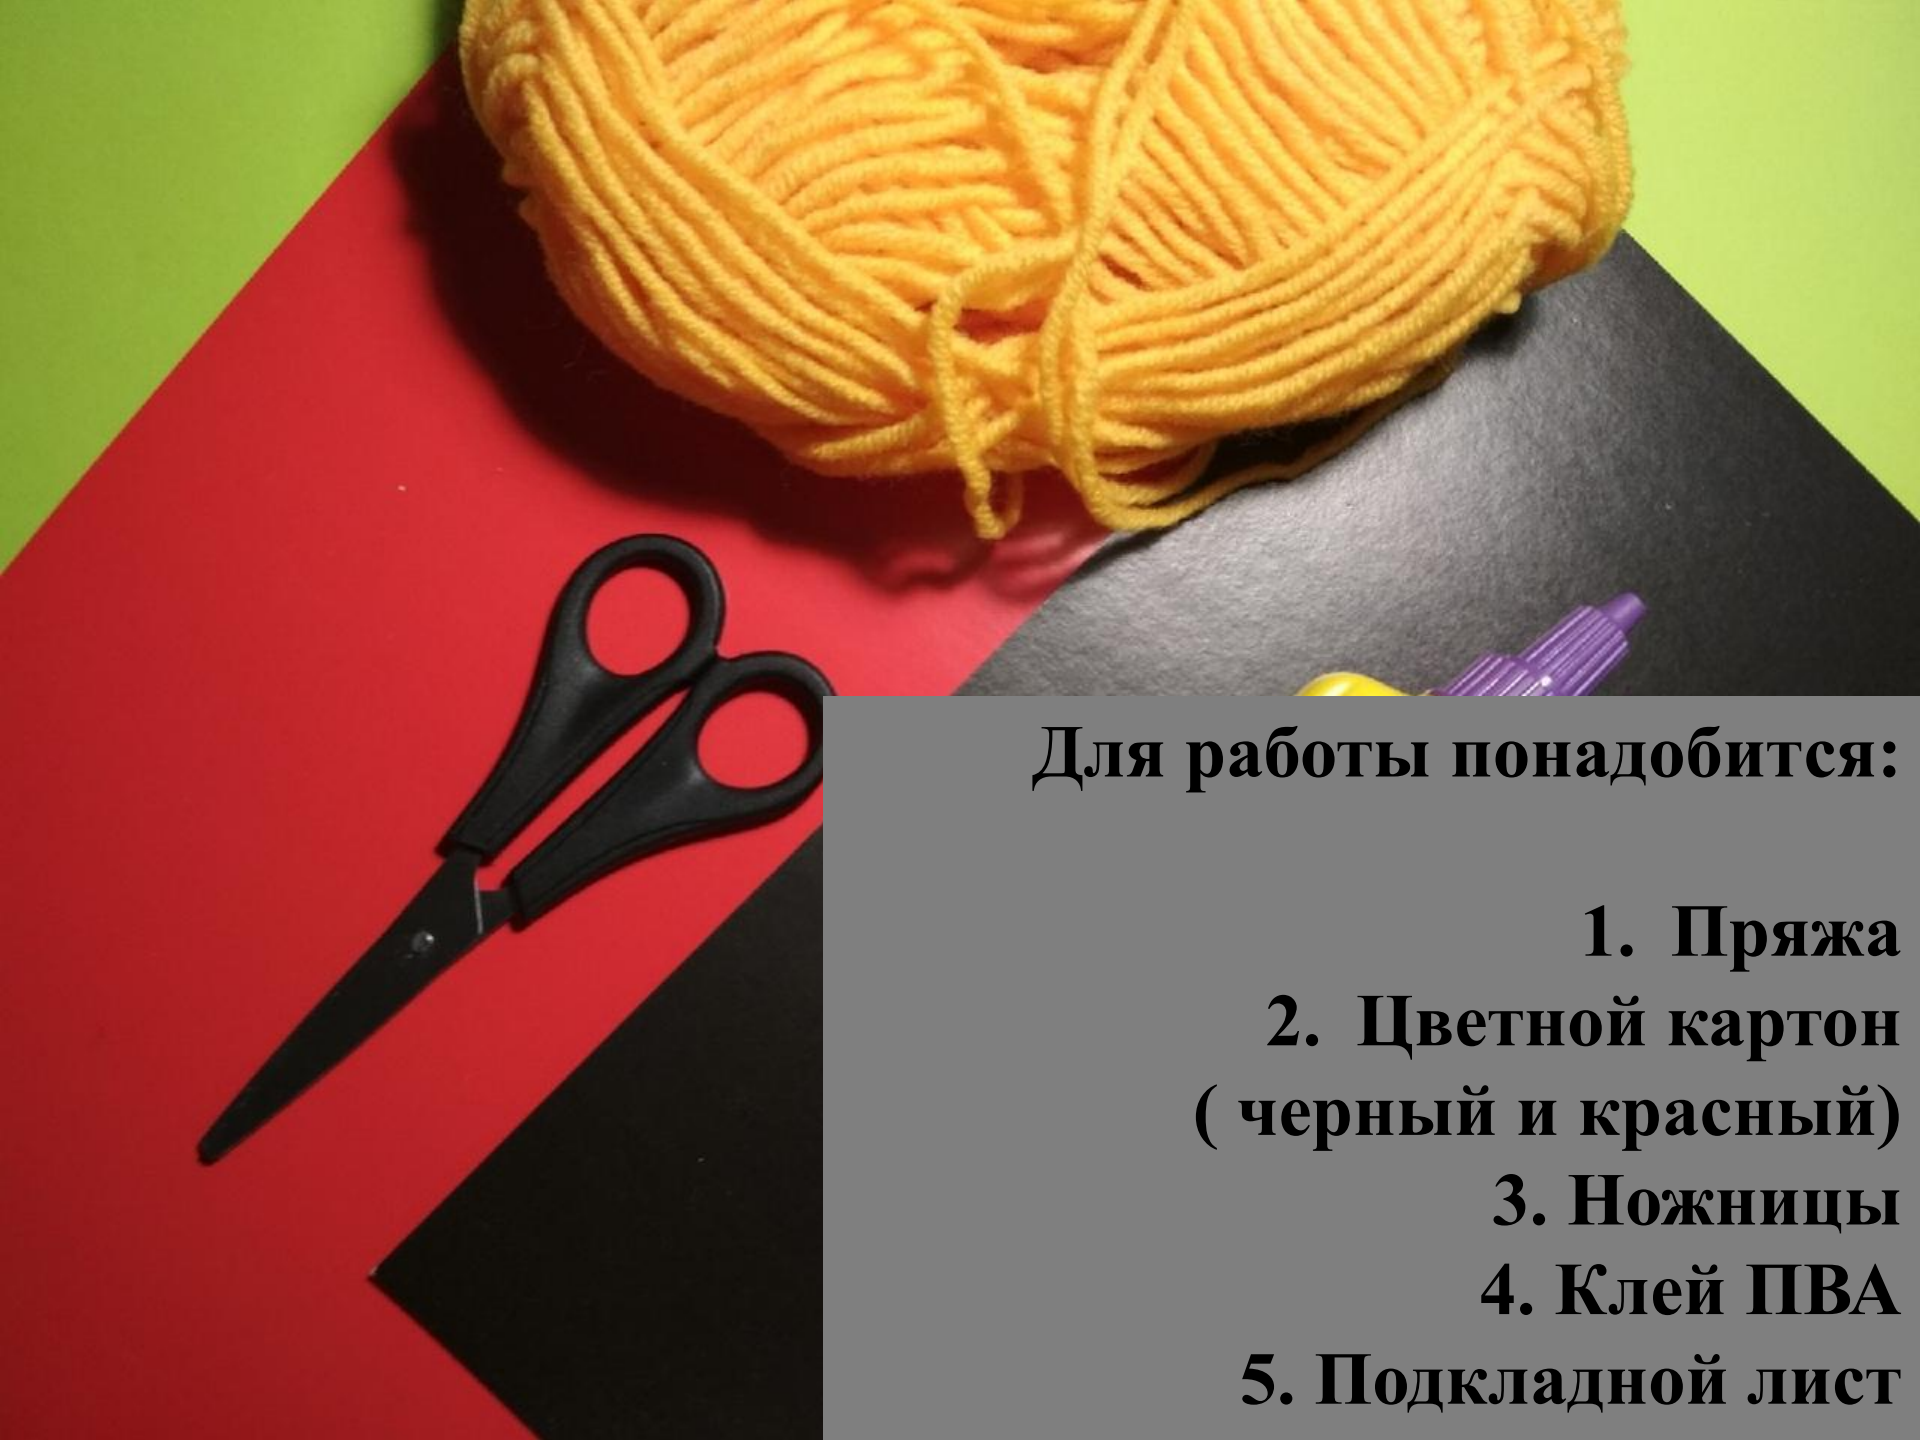 Для работы понадобится:
1. Пряжа
2. Цветной картон
( черный и красный)
3. Ножницы
4. Клей ПВА
5. Подкладной лист